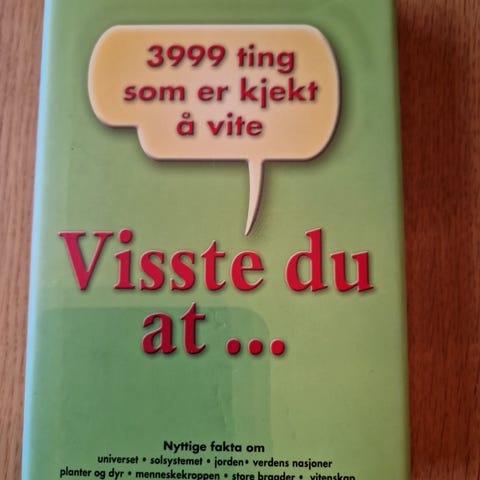 3999 ting
som er kjekt
å vite
Visste du
at ...
Nyttige fakta om
universet • solsystemet • jorden• verdens nasjoner
planter og dyr • menneskekroppen • store bragder • vitenskap